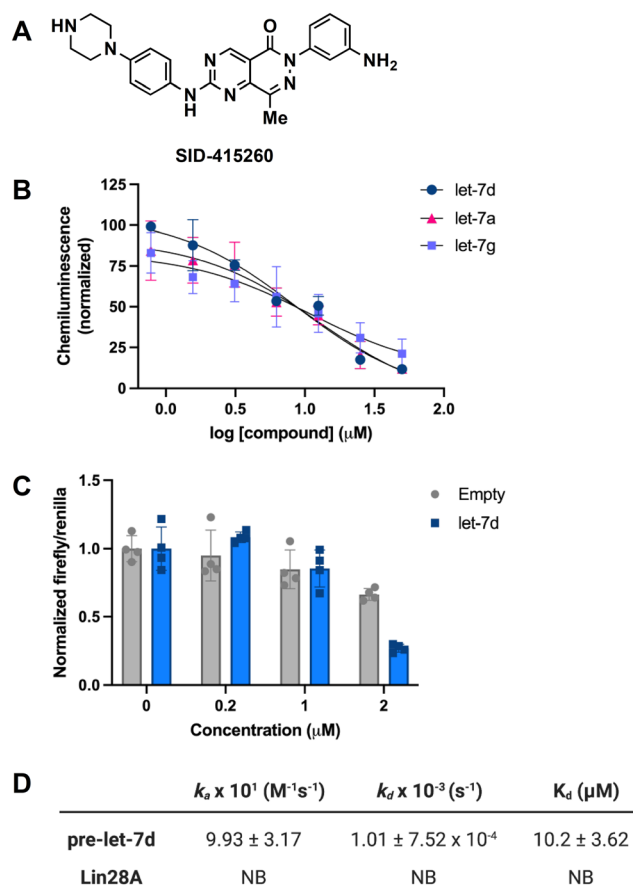 A
HN
N
N
H
N
N
O
N
N
NH₂
Me
SID-415260
B
Chemiluminescence
(normalized)
125
100
75
50
25
0
0.0 0.5 1.0 1.5 2.0
log [compound] (μM)
let-7d
let-7a
let-7g
C
Normalized firefly/renilla
1.5
1.0
0.5
0.0
0 0.2 1 2
Concentration (μM)
Empty
let-7d
D
kₐ x 10¹ (M⁻¹s⁻¹) k_d x 10⁻³ (s⁻¹) K_d (μM)
pre-let-7d 9.93 ± 3.17 1.01 ± 7.52 x 10⁻⁴ 10.2 ± 3.62
Lin28A NB NB NB